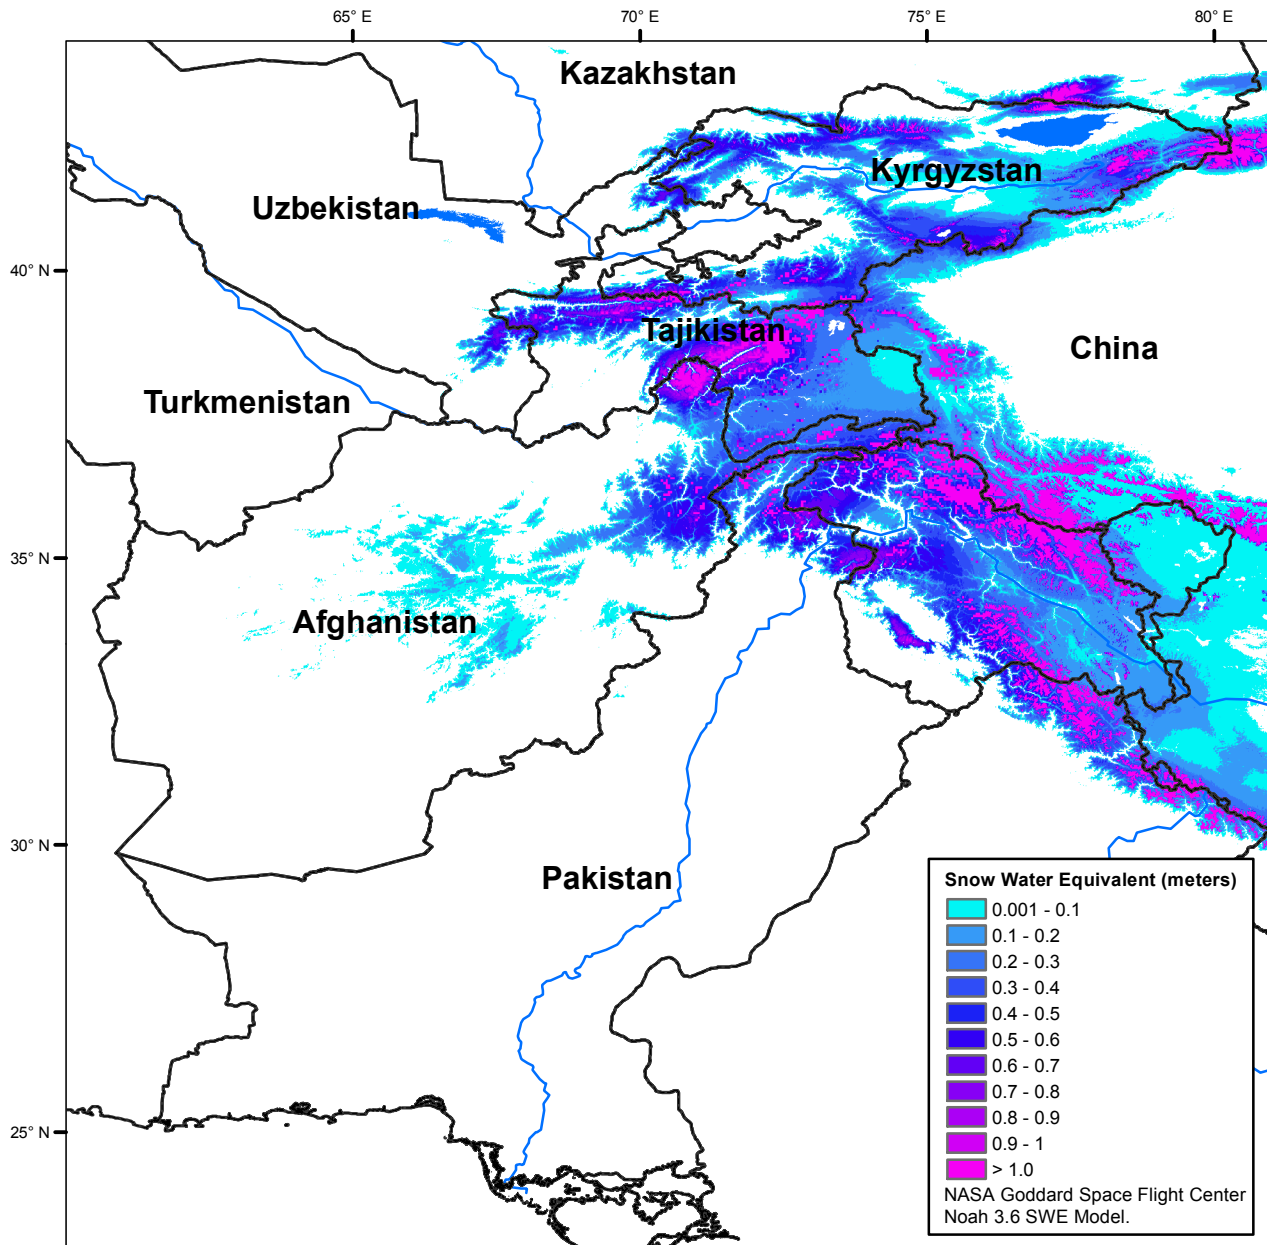 65° E
70° E
75° E
80° E
Kazakhstan
Kyrgyzstan
Uzbekistan
40° N
Tajikistan
China
Turkmenistan
35° N
Afghanistan
30° N
Pakistan
25° N
Snow Water Equivalent (meters)
0.001 - 0.1
0.1 - 0.2
0.2 - 0.3
0.3 - 0.4
0.4 - 0.5
0.5 - 0.6
0.6 - 0.7
0.7 - 0.8
0.8 - 0.9
0.9 - 1
> 1.0
NASA Goddard Space Flight Center
Noah 3.6 SWE Model.